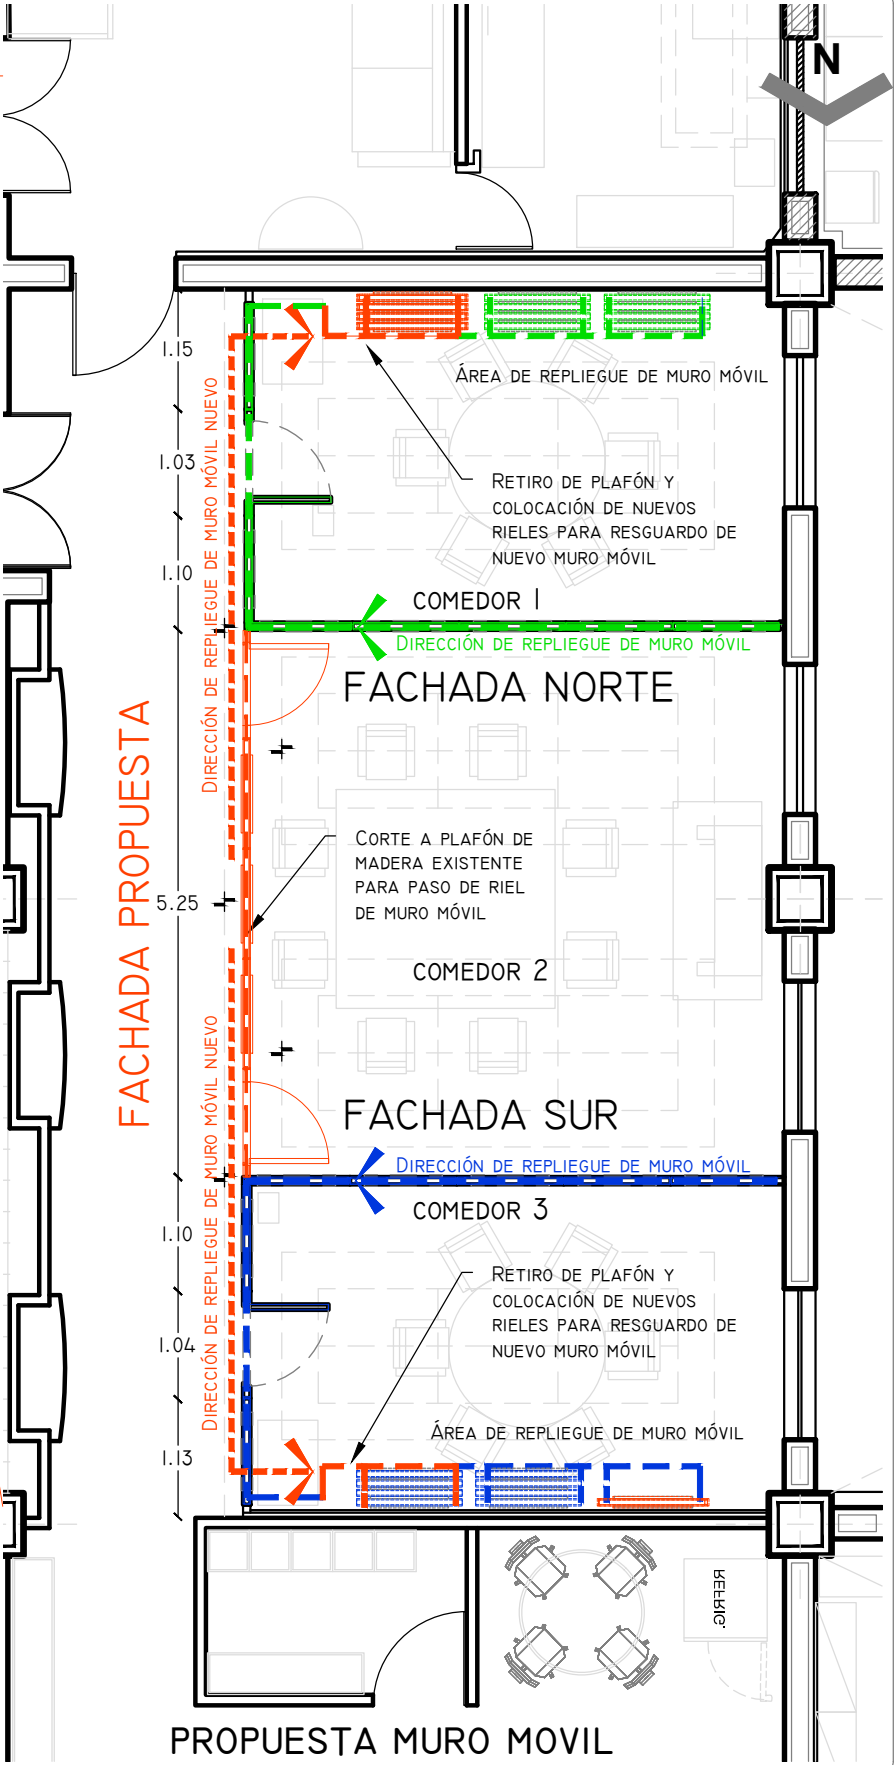 N
1.15
ÁREA DE REPLIEGUE DE MURO MÓVIL
1.03
RETIRO DE PLAFÓN Y
COLOCACIÓN DE NUEVOS
RIELES PARA RESGUARDO DE
NUEVO MURO MÓVIL
DIRECCIÓN DE REPLIEGUE DE MURO MÓVIL NUEVO
1.10
COMEDOR 1
DIRECCIÓN DE REPLIEGUE DE MURO MÓVIL
FACHADA NORTE
FACHADA PROPUESTA
CORTE A PLAFÓN DE
MADERA EXISTENTE
PARA PASO DE RIEL
DE MURO MÓVIL
5.25
COMEDOR 2
FACHADA SUR
DIRECCIÓN DE REPLIEGUE DE MURO MÓVIL
COMEDOR 3
DIRECCIÓN DE REPLIEGUE DE MURO MÓVIL NUEVO
1.10
RETIRO DE PLAFÓN Y
COLOCACIÓN DE NUEVOS
RIELES PARA RESGUARDO DE
NUEVO MURO MÓVIL
1.04
ÁREA DE REPLIEGUE DE MURO MÓVIL
1.13
REFRIG.
PROPUESTA MURO MOVIL